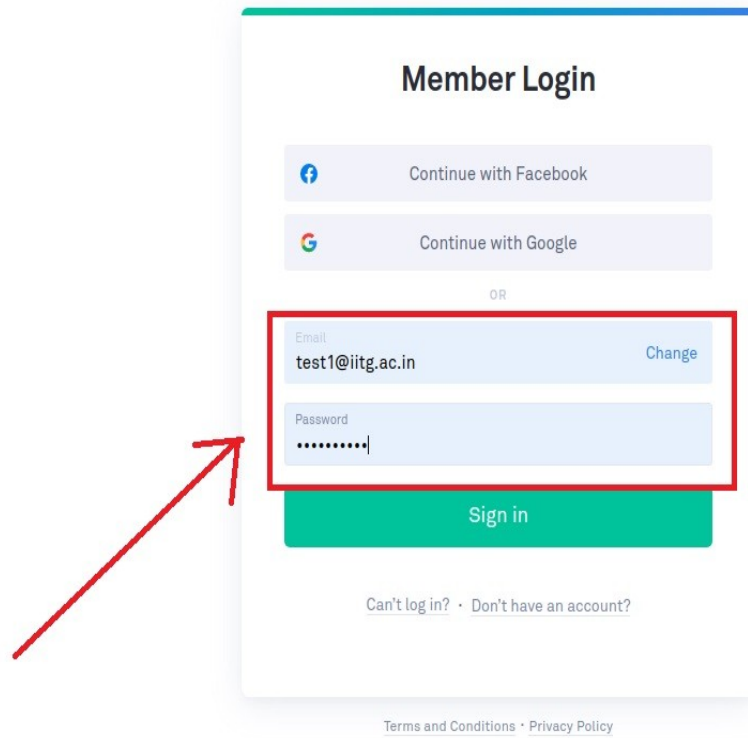 Member Login
Continue with Facebook
Continue with Google
OR
Email
test1@iitg.ac.in
Change
Password
••••••••••
Sign in
Can't log in? · Don't have an account?
Terms and Conditions · Privacy Policy